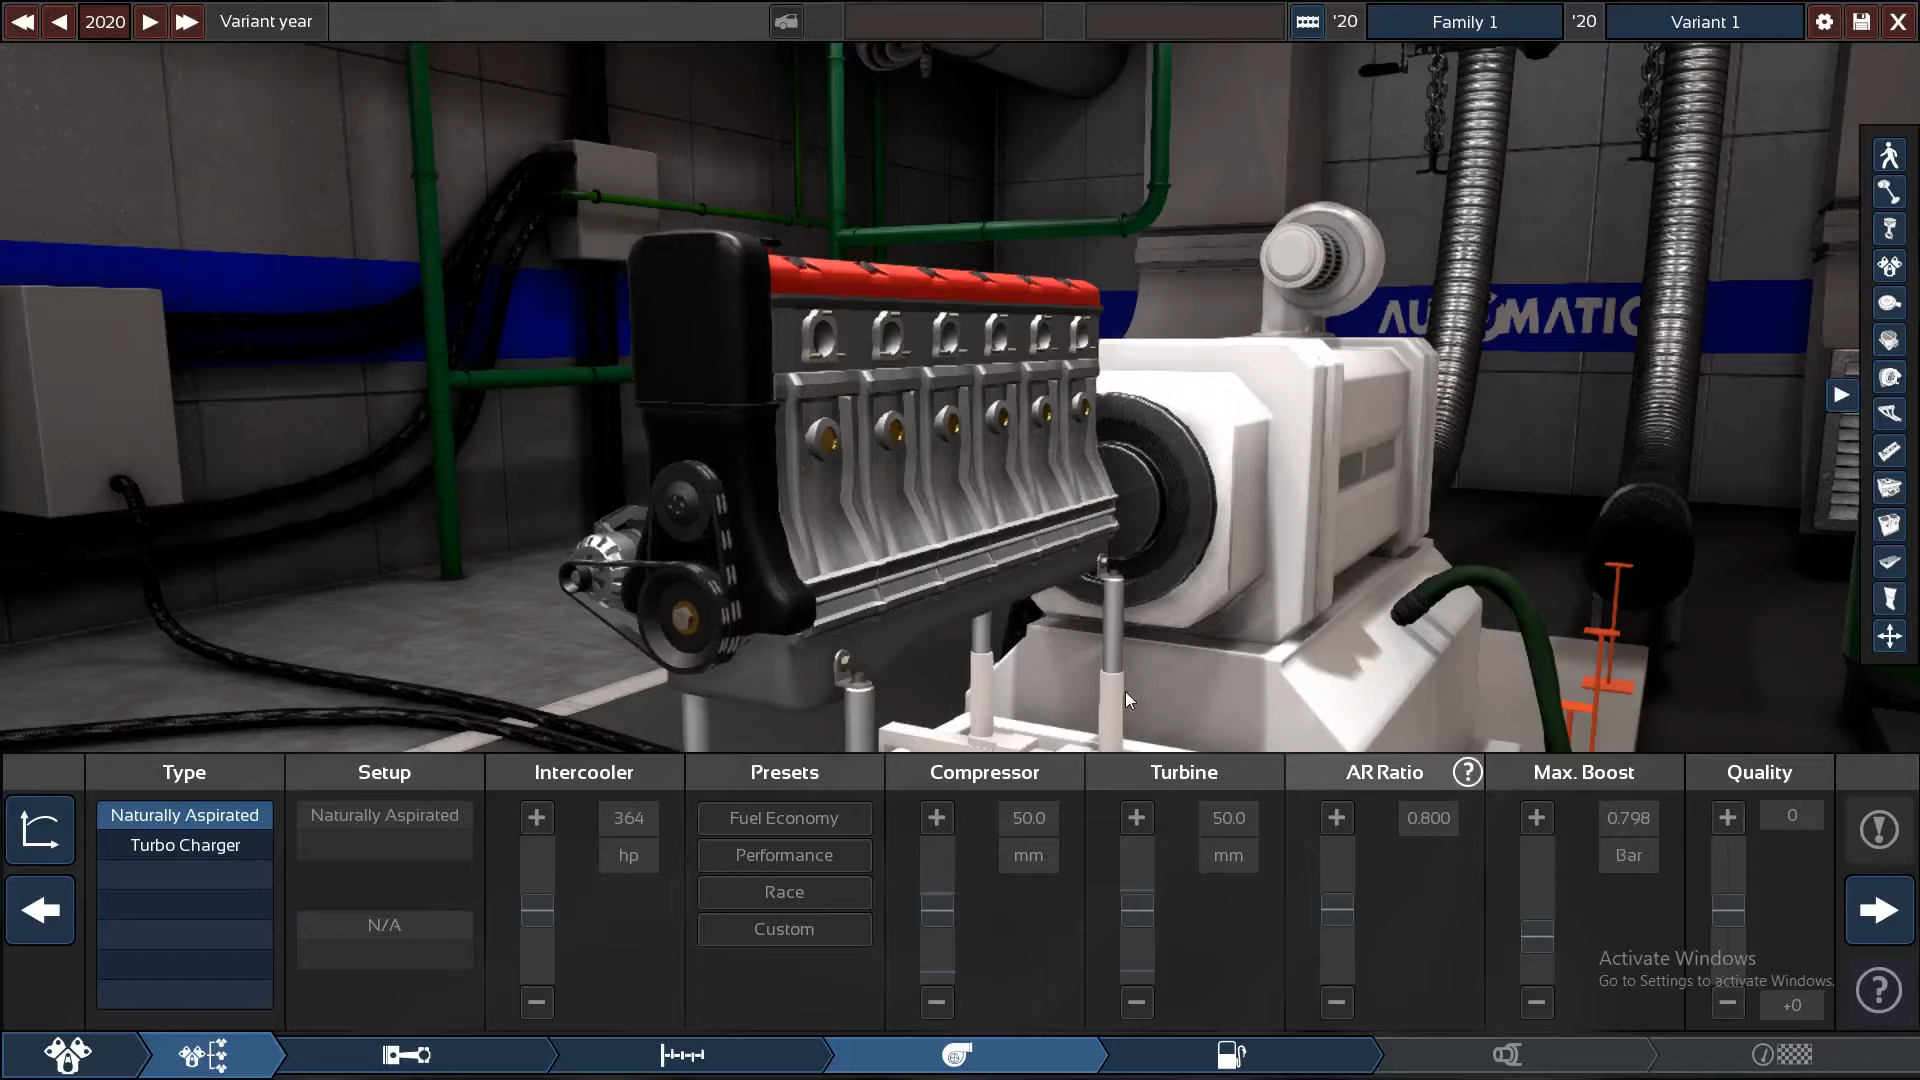 2020
Variant year
'20
Family 1
'20
Variant 1
AUTOMATIC
Type
Setup
Intercooler
Presets
Compressor
Turbine
AR Ratio
?
Max. Boost
Quality
Naturally Aspirated
Turbo Charger
Naturally Aspirated
N/A
364
hp
Fuel Economy
Performance
Race
Custom
50.0
mm
50.0
mm
0.800
0.798
Bar
0
+0
Activate Windows
Go to Settings to activate Windows.
?